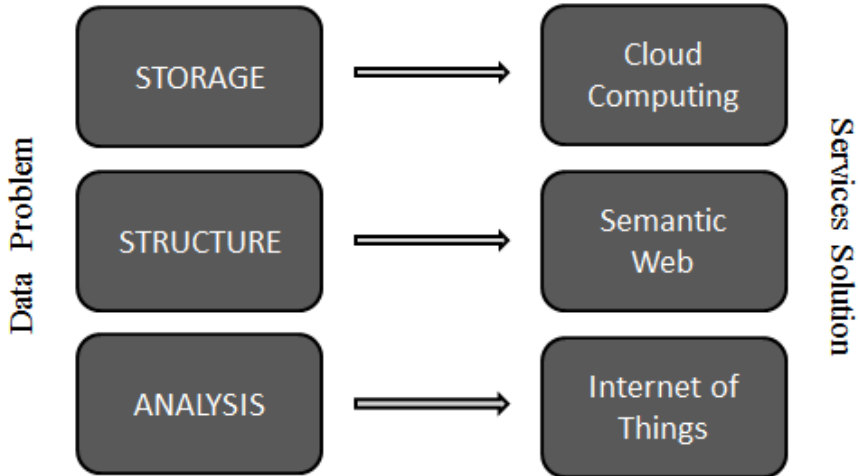 Data Problem
STORAGE
Cloud
Computing
STRUCTURE
Semantic
Web
ANALYSIS
Internet of
Things
Services Solution